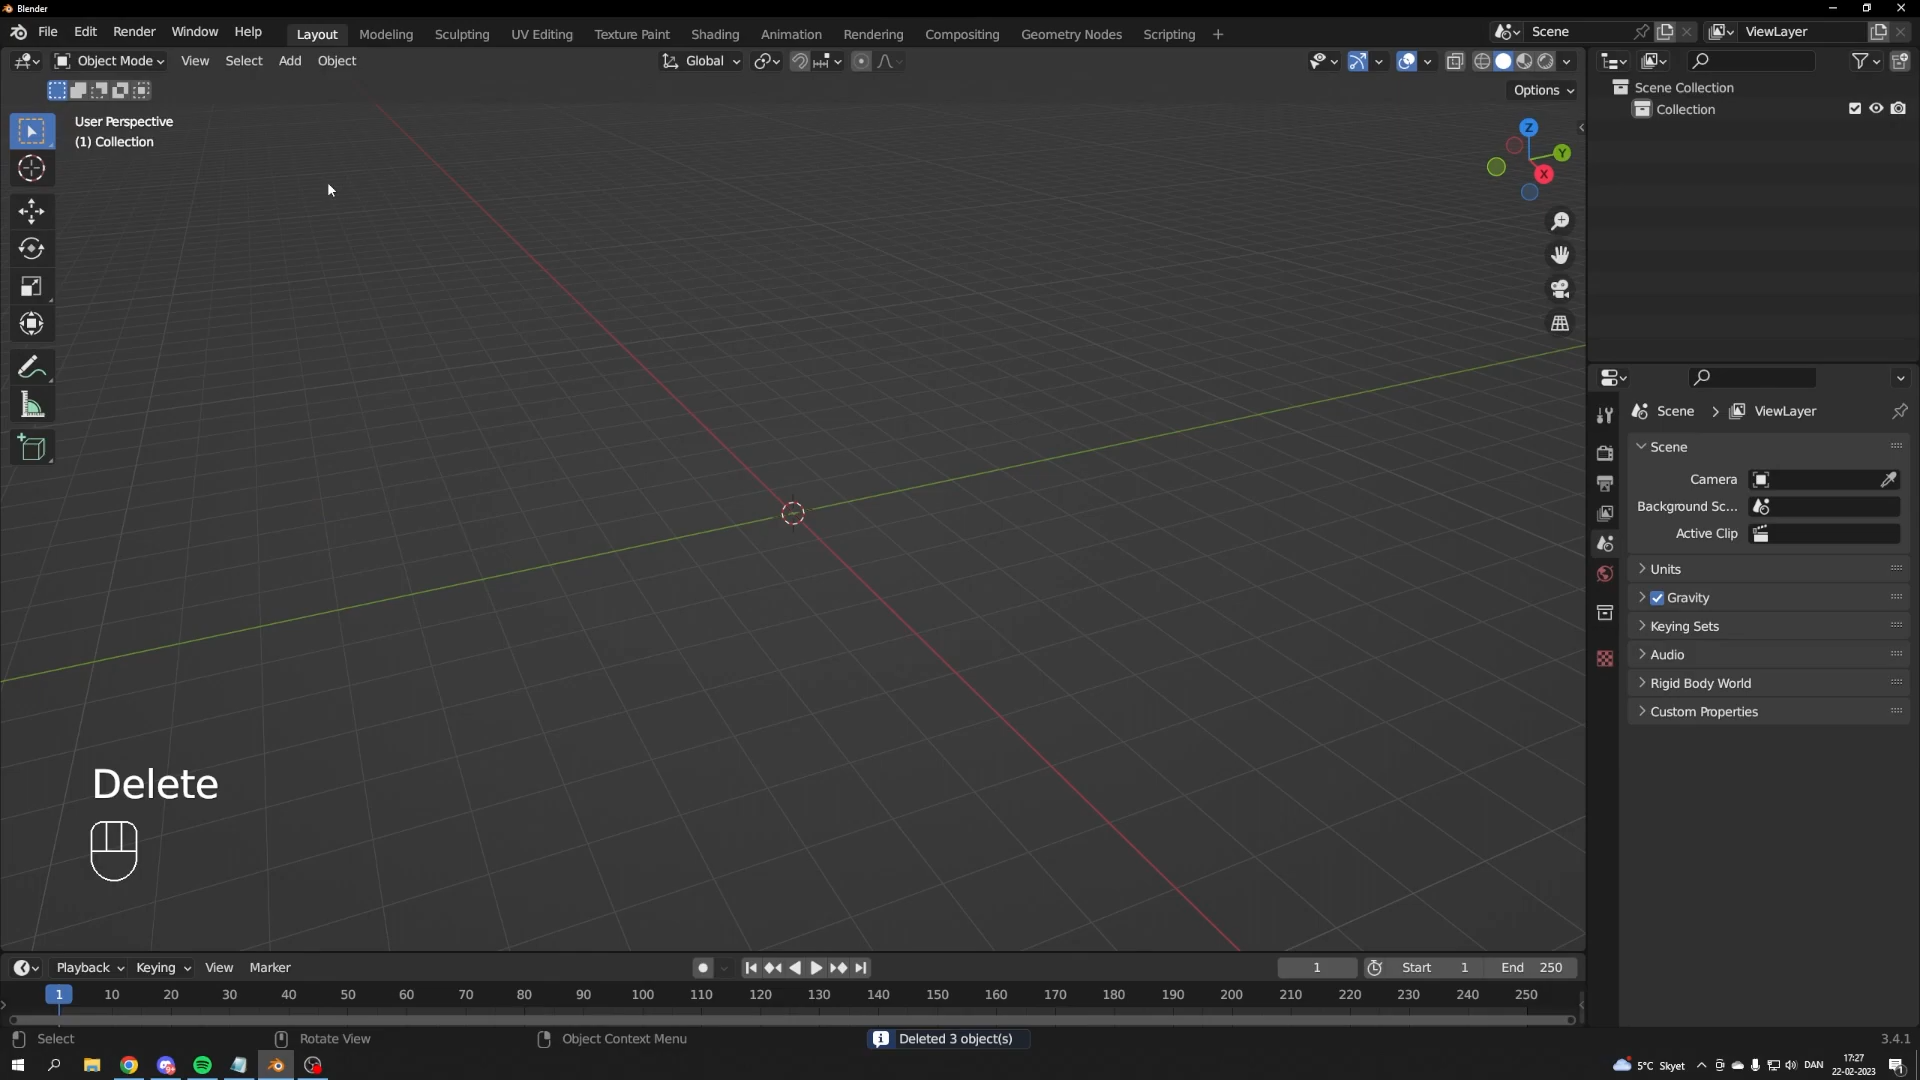 Blender
File Edit Render Window Help Layout Modeling Sculpting UV Editing Texture Paint Shading Animation Rendering Compositing Geometry Nodes Scripting + Scene ViewLayer
Object Mode View Select Add Object Global
Options
User Perspective
(1) Collection
Z
Y
X
Scene Collection
Collection
Scene > ViewLayer
Scene
Camera
Background Sc...
Active Clip
Units
Gravity
Keying Sets
Audio
Rigid Body World
Custom Properties
Delete
Playback Keying View Marker 1 Start 1 End 250
1 10 20 30 40 50 60 70 80 90 100 110 120 130 140 150 160 170 180 190 200 210 220 230 240 250
Select Rotate View Object Context Menu Deleted 3 object(s) 3.4.1
5°C Skyet DAN 17:27
22-02-2023